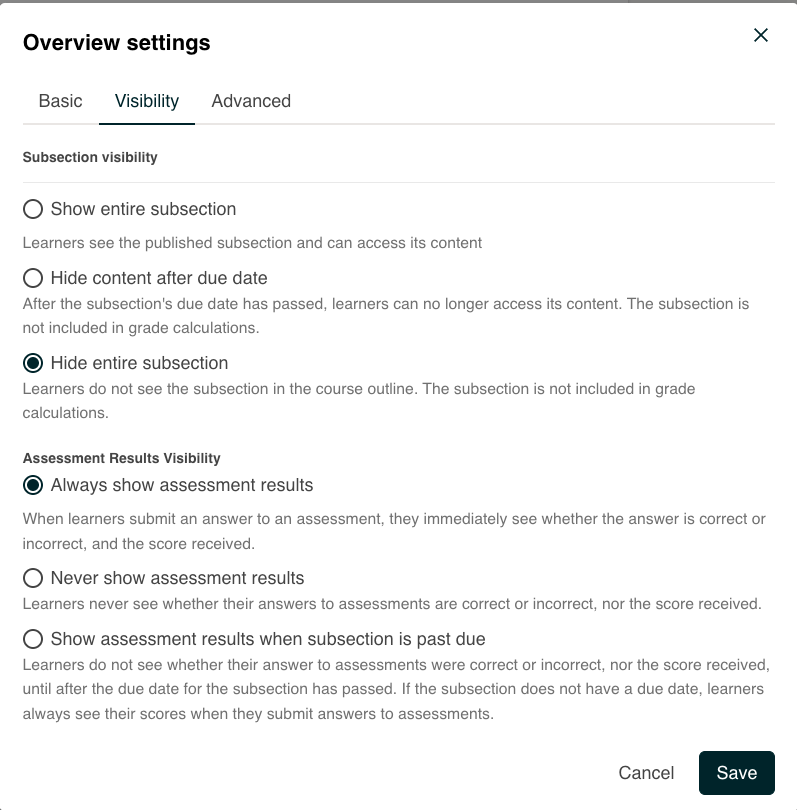 Overview settings
Basic Visibility Advanced
Subsection visibility
Show entire subsection
Learners see the published subsection and can access its content
Hide content after due date
After the subsection's due date has passed, learners can no longer access its content. The subsection is
not included in grade calculations.
Hide entire subsection
Learners do not see the subsection in the course outline. The subsection is not included in grade
calculations.
Assessment Results Visibility
Always show assessment results
When learners submit an answer to an assessment, they immediately see whether the answer is correct or
incorrect, and the score received.
Never show assessment results
Learners never see whether their answers to assessments are correct or incorrect, nor the score received.
Show assessment results when subsection is past due
Learners do not see whether their answer to assessments were correct or incorrect, nor the score received,
until after the due date for the subsection has passed. If the subsection does not have a due date, learners
always see their scores when they submit answers to assessments.
Cancel Save